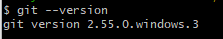 $ git --version
git version 2.55.0.windows.3